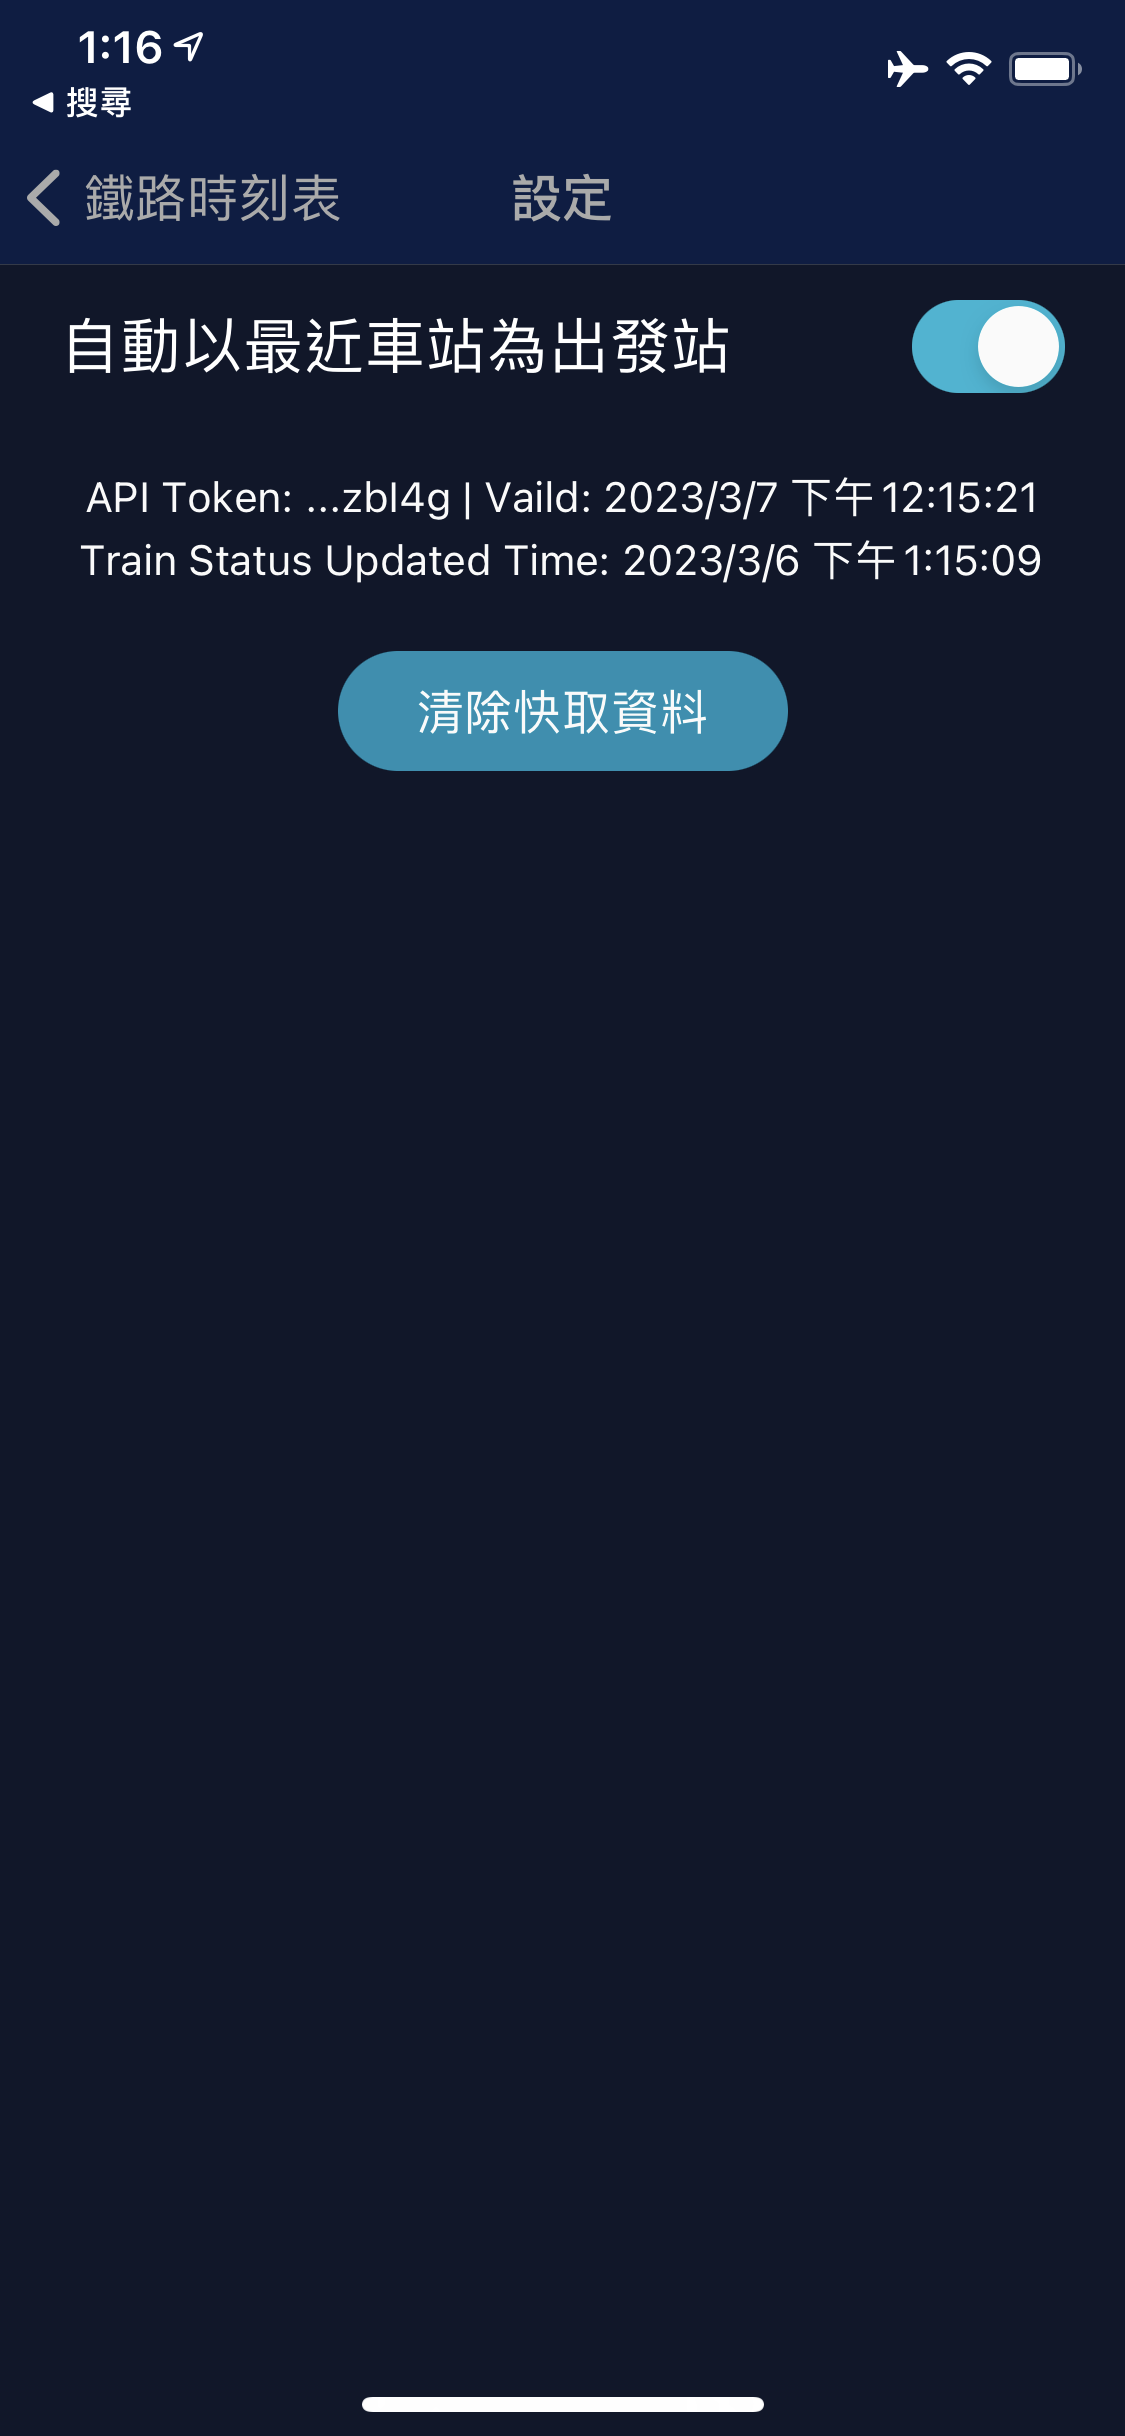 1:16
◀ 搜尋
鐵路時刻表
設定
自動以最近車站為出發站
API Token: ...zbI4g | Vaild: 2023/3/7 下午12:15:21
Train Status Updated Time: 2023/3/6 下午1:15:09
清除快取資料